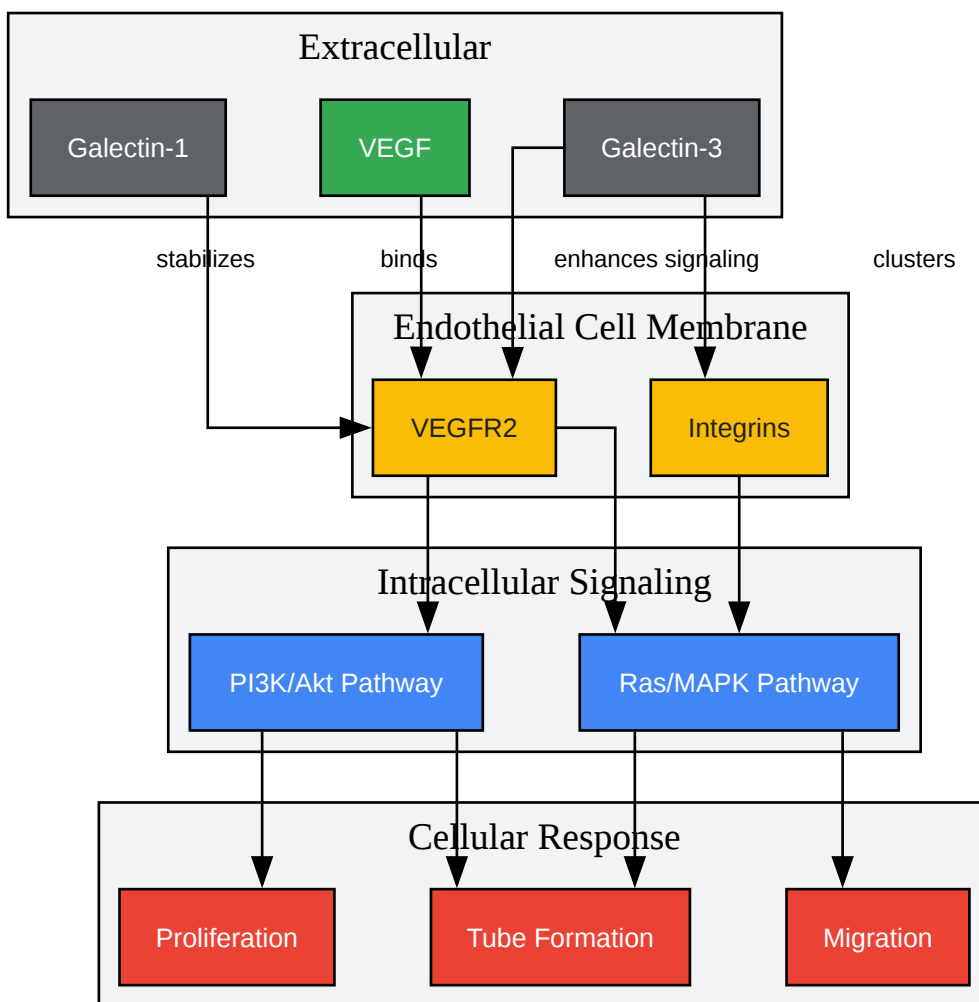 Extracellular
Galectin-1
VEGF
Galectin-3
stabilizes
binds
enhances signaling
clusters
Endothelial Cell Membrane
VEGFR2
Integrins
Intracellular Signaling
PI3K/Akt Pathway
Ras/MAPK Pathway
Cellular Response
Proliferation
Tube Formation
Migration